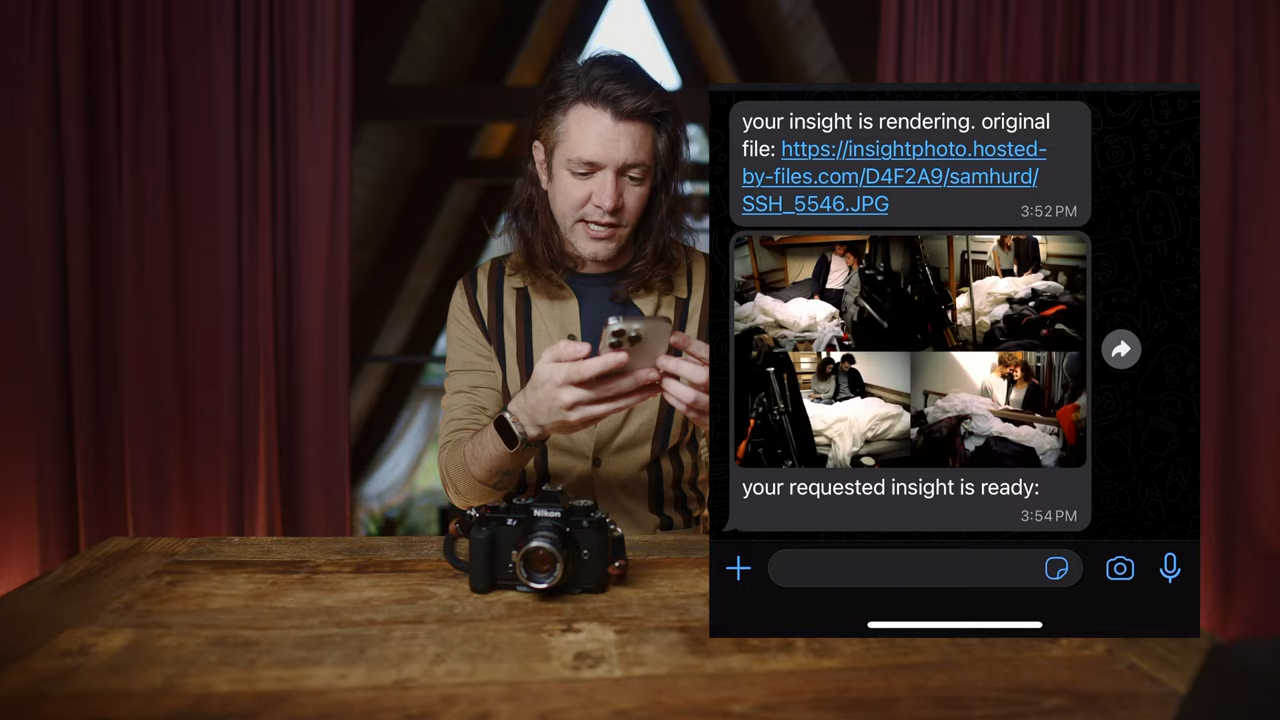 your insight is rendering. original
file: https://insightphoto.hosted-
by-files.com/D4F2A9/samhurd/
SSH_5546.JPG
3:52 PM
your requested insight is ready:
3:54 PM
Nikon
Zf